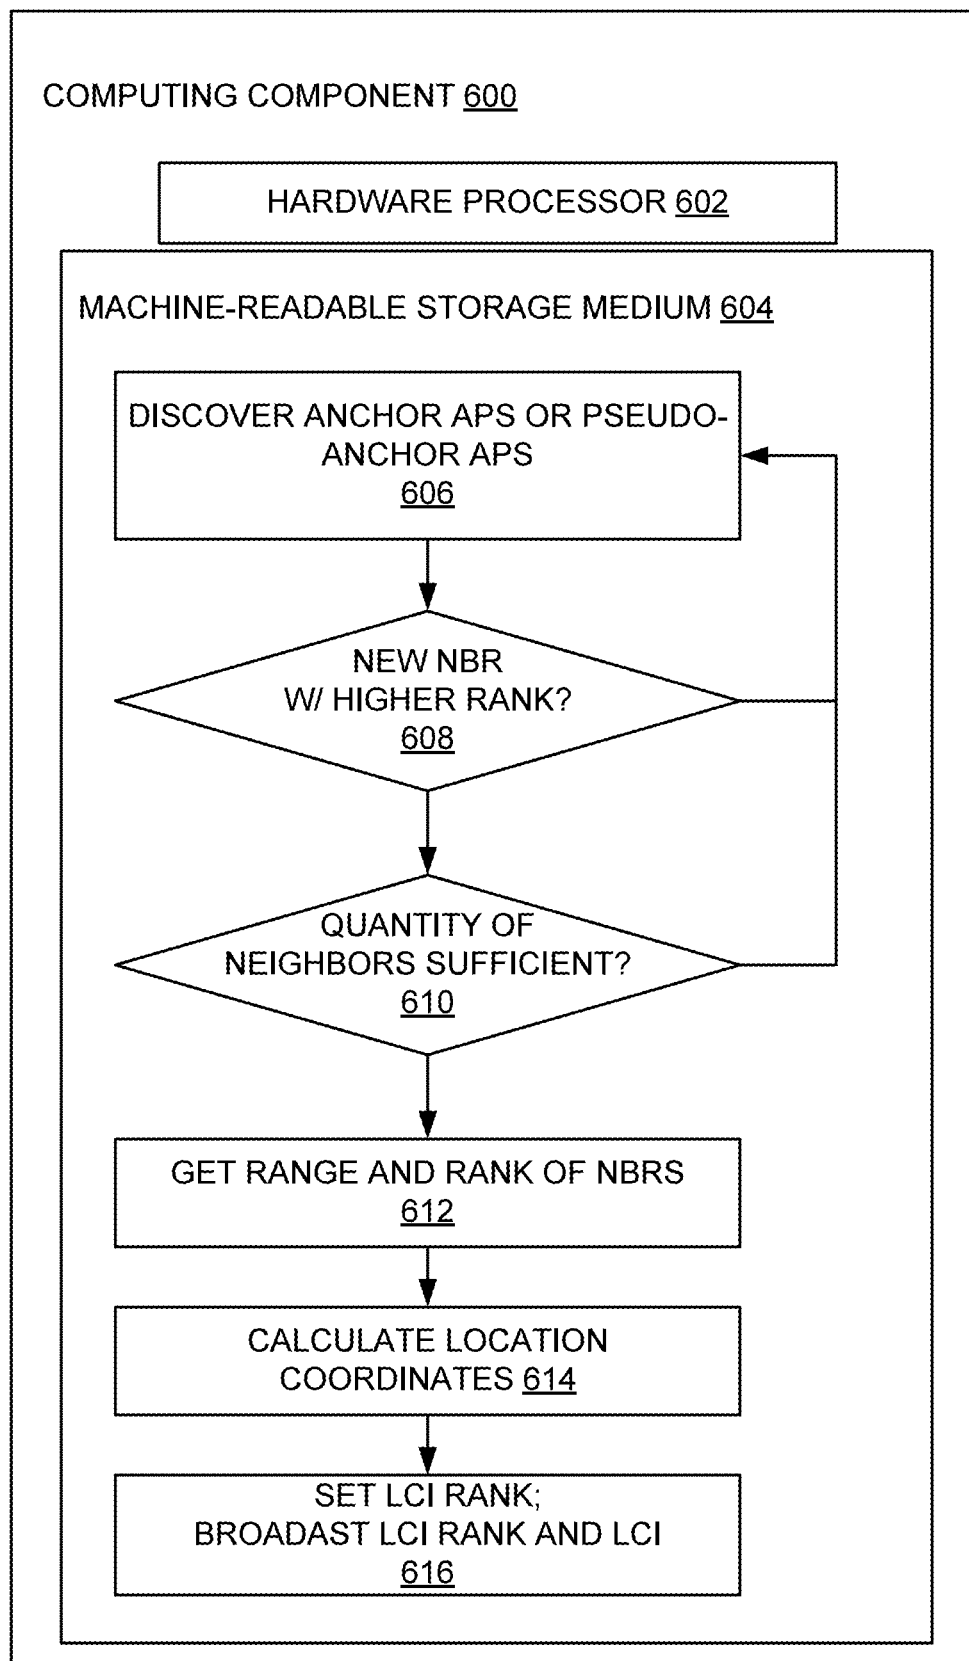 COMPUTING COMPONENT 600
HARDWARE PROCESSOR 602
MACHINE-READABLE STORAGE MEDIUM 604
DISCOVER ANCHOR APS OR PSEUDO-
ANCHOR APS
606
NEW NBR
W/ HIGHER RANK?
608
QUANTITY OF
NEIGHBORS SUFFICIENT?
610
GET RANGE AND RANK OF NBRS
612
CALCULATE LOCATION
COORDINATES 614
SET LCI RANK;
BROADAST LCI RANK AND LCI
616